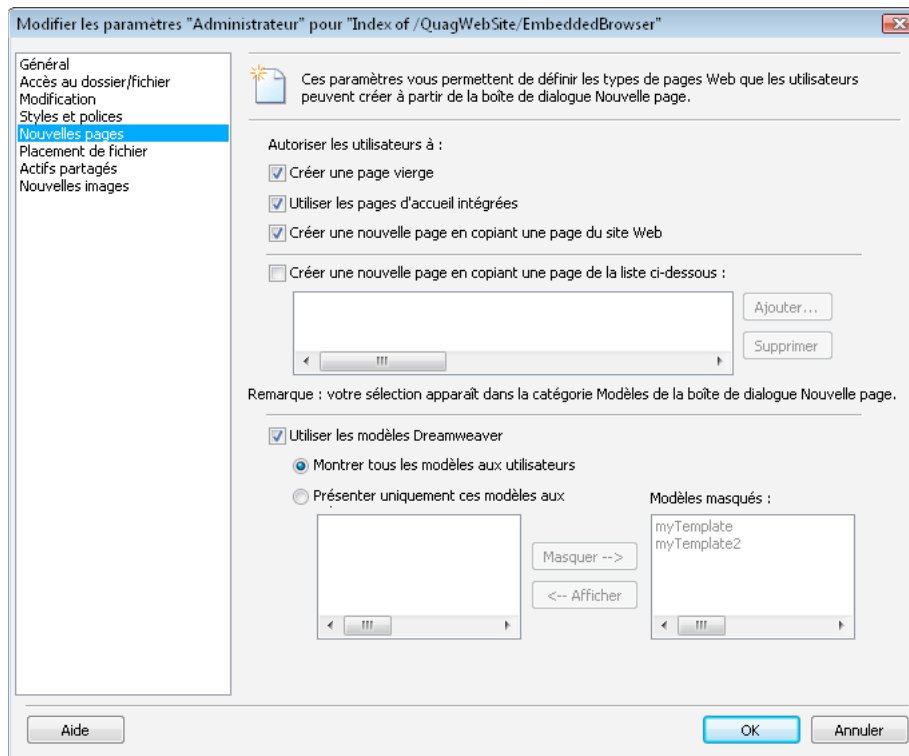 Modifier les paramètres "Administrateur" pour "Index of /QuagWebSite/EmbeddedBrowser"
Général
Accès au dossier/fichier
Modification
Styles et polices
Nouvelles pages
Placement de fichier
Actifs partagés
Nouvelles images
Ces paramètres vous permettent de définir les types de pages Web que les utilisateurs
peuvent créer à partir de la boîte de dialogue Nouvelle page.
Autoriser les utilisateurs à :
Créer une page vierge
Utiliser les pages d'accueil intégrées
Créer une nouvelle page en copiant une page du site Web
Créer une nouvelle page en copiant une page de la liste ci-dessous :
Ajouter...
Supprimer
Remarque : votre sélection apparaît dans la catégorie Modèles de la boîte de dialogue Nouvelle page.
Utiliser les modèles Dreamweaver
Montrer tous les modèles aux utilisateurs
Présenter uniquement ces modèles aux
Modèles masqués :
myTemplate
myTemplate2
Masquer -->
<-- Afficher
Aide
OK
Annuler